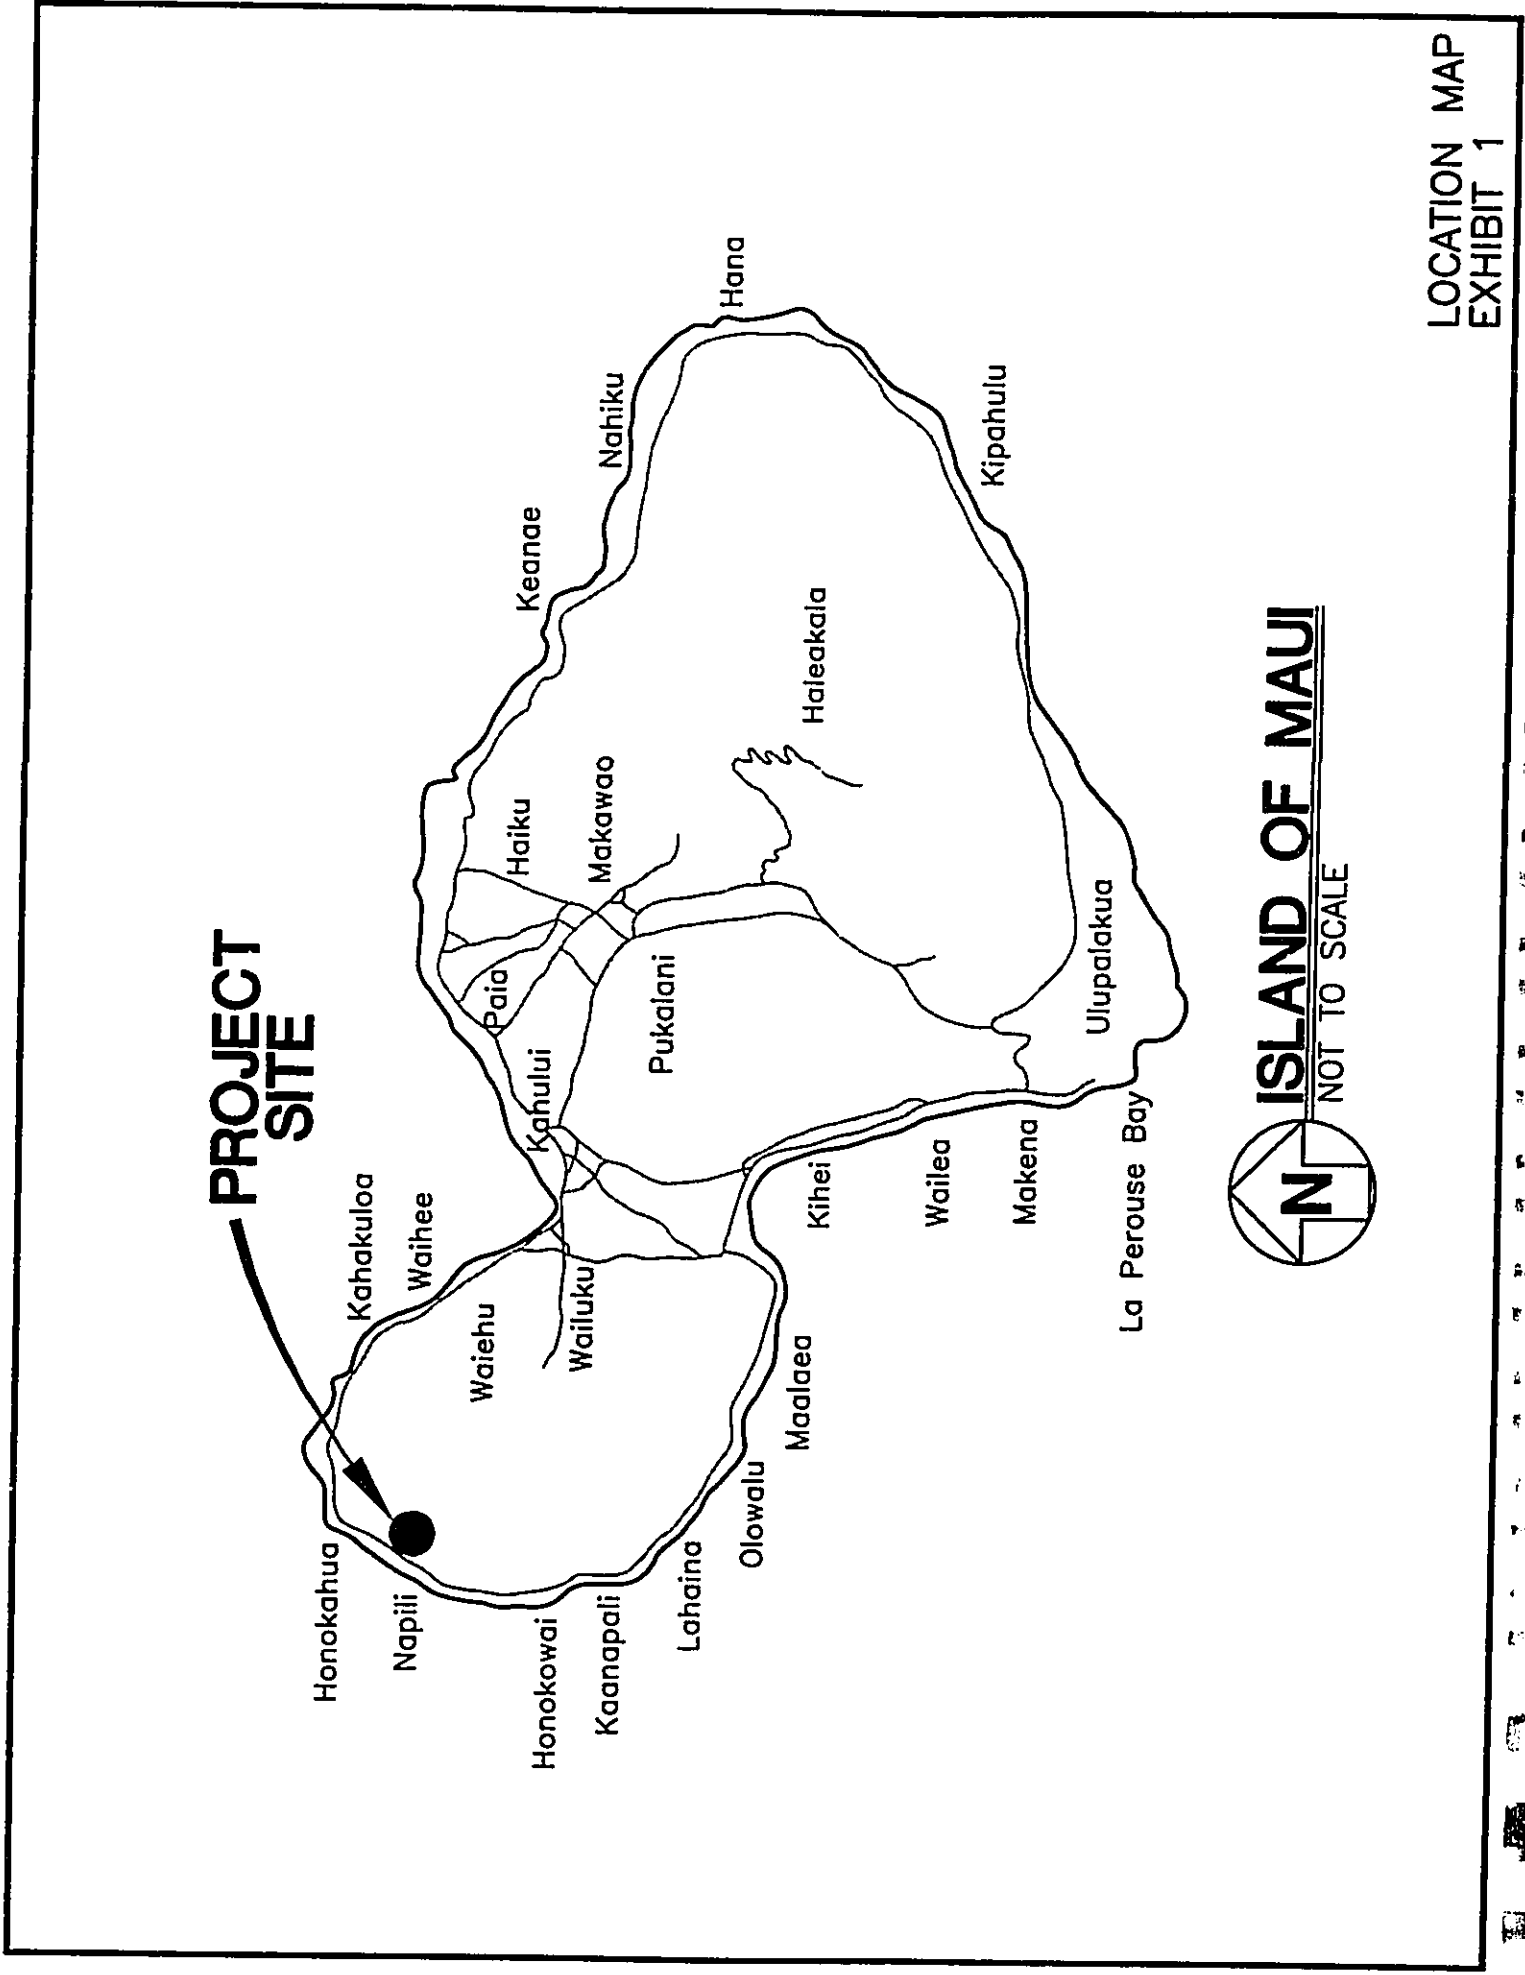 PROJECT
SITE
Honokahua
Napili
Honokowai
Kaanapali
Lahaina
Olowalu
Maalaea
Kahakuloa
Waihee
Waiehu
Wailuku
Kahului
Paia
Haiku
Makawao
Pukalani
Keanae
Nahiku
Hana
Haleakala
Kipahulu
Kihei
Wailea
Makena
La Perouse Bay
Ulupalakua
N
ISLAND OF MAUI
NOT TO SCALE
LOCATION MAP
EXHIBIT 1